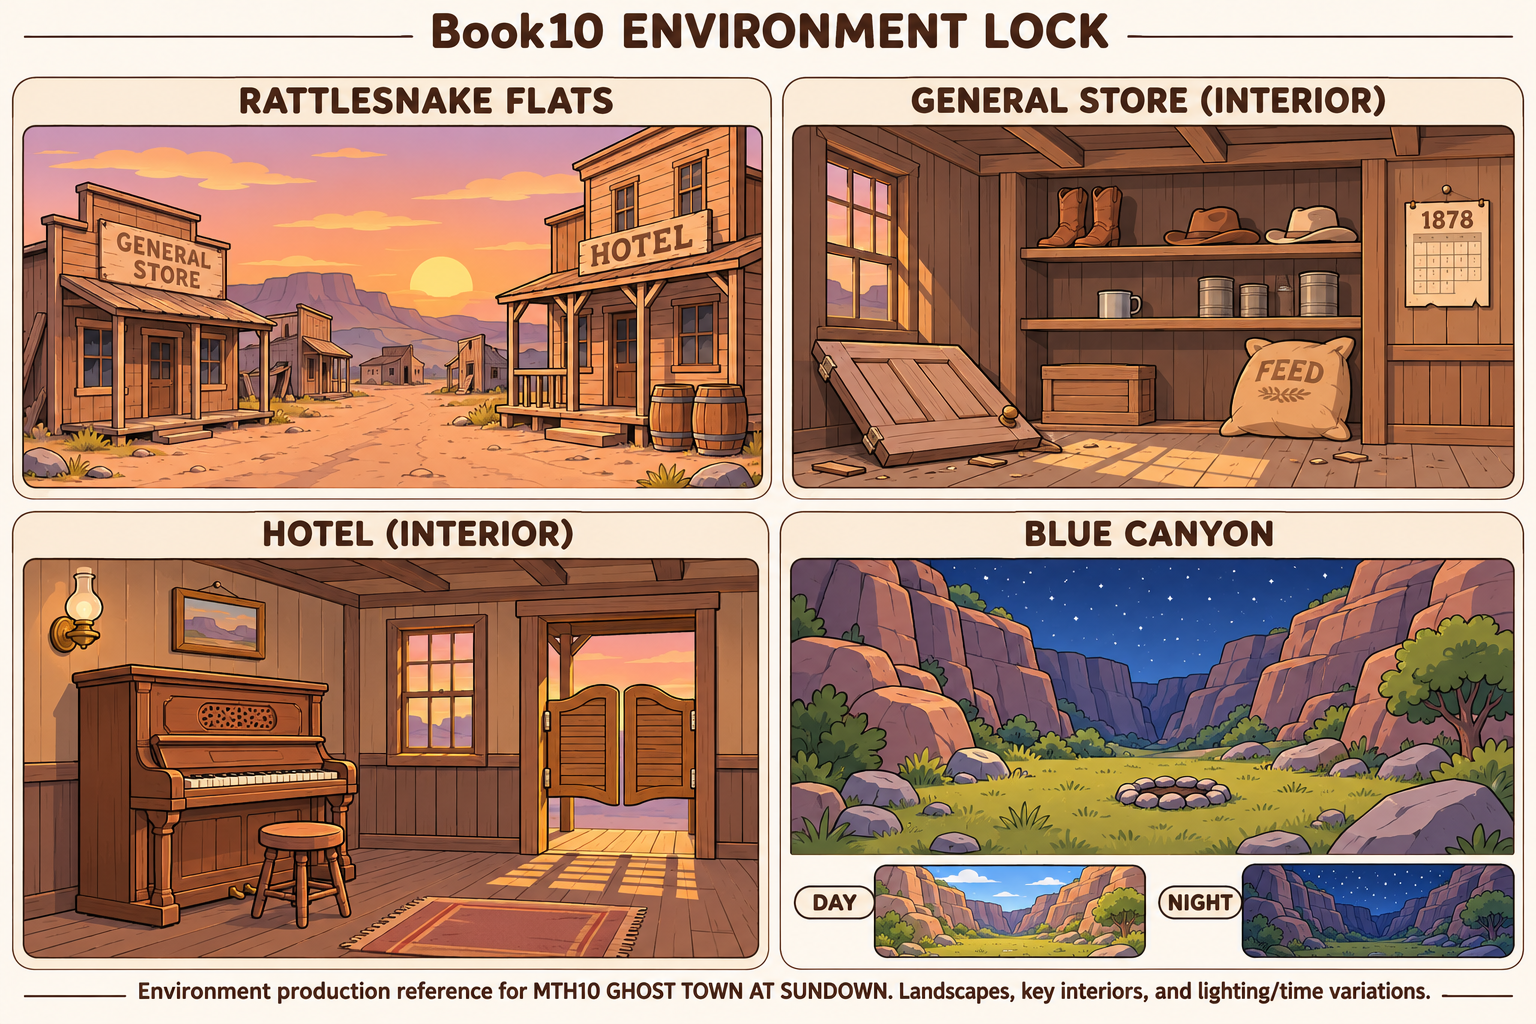 Book10 ENVIRONMENT LOCK
RATTLESNAKE FLATS
GENERAL
STORE
HOTEL
GENERAL STORE (INTERIOR)
1878
FEED
HOTEL (INTERIOR)
BLUE CANYON
DAY
NIGHT
Environment production reference for MTH10 GHOST TOWN AT SUNDOWN. Landscapes, key interiors, and lighting/time variations.